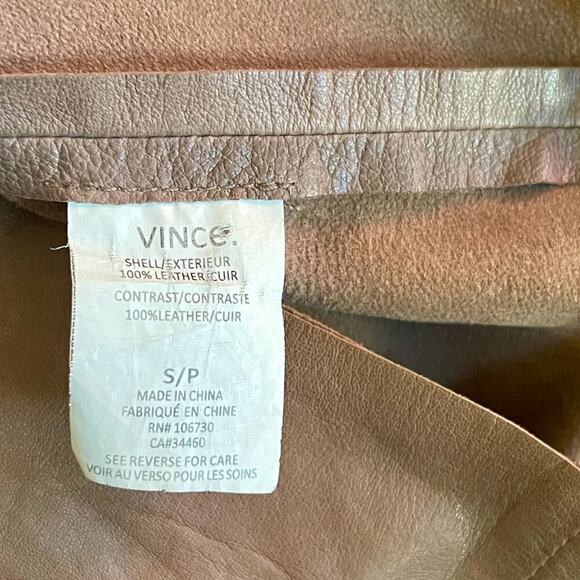 VINCE.
SHELL/EXTERIEUR
100% LEATHER/CUIR
CONTRAST/CONTRASTE
100%LEATHER/CUIR
S/P
MADE IN CHINA
FABRIQUÉ EN CHINE
RN# 106730
CA#34460
SEE REVERSE FOR CARE
VOIR AU VERSO POUR LES SOINS